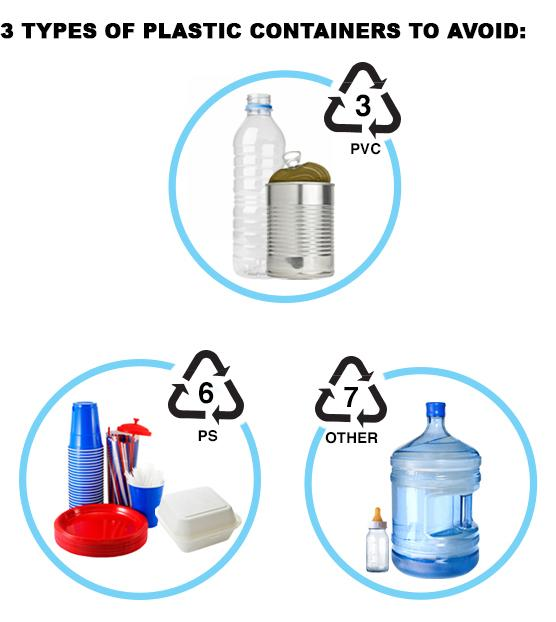 3 TYPES OF PLASTIC CONTAINERS TO AVOID:
3
PVC
6
PS
7
OTHER